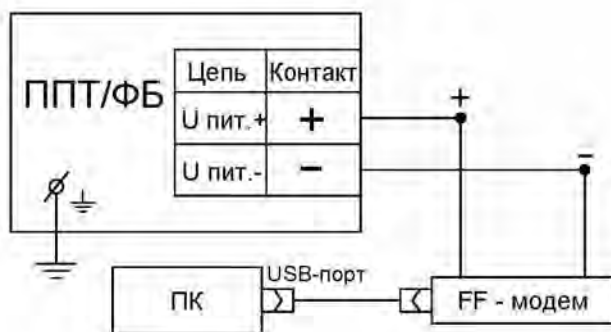 ППТ/ФБ
Цепь Контакт
U пит.+ +
U пит.- −
+
−
USB-порт
ПК
FF - модем